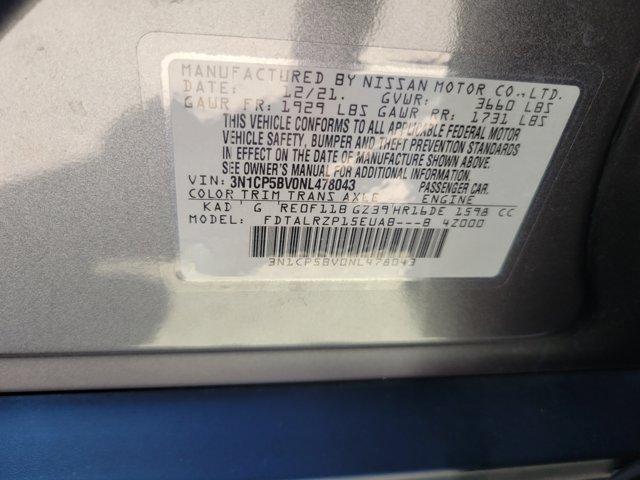 MANUFACTURED BY NISSAN MOTOR CO.,LTD.
DATE: 12/21. GVWR: 3660 LBS
GAWR FR: 1929 LBS GAWR RR: 1731 LBS
THIS VEHICLE CONFORMS TO ALL APPLICABLE FEDERAL MOTOR
VEHICLE SAFETY, BUMPER AND THEFT PREVENTION STANDARDS
IN EFFECT ON THE DATE OF MANUFACTURE SHOWN ABOVE.
SEE OWNER'S MANUAL FOR ADDITIONAL INFORMATION.
VIN: 3N1CP5BV0NL478043 PASSENGER CAR.
COLOR TRIM TRANS AXLE ENGINE
KAD G RE0F11B GZ39 HR16DE 1598 CC
MODEL: FDTALRZP15EUAB---B 4Z000
3N1CP5BV0NL478043